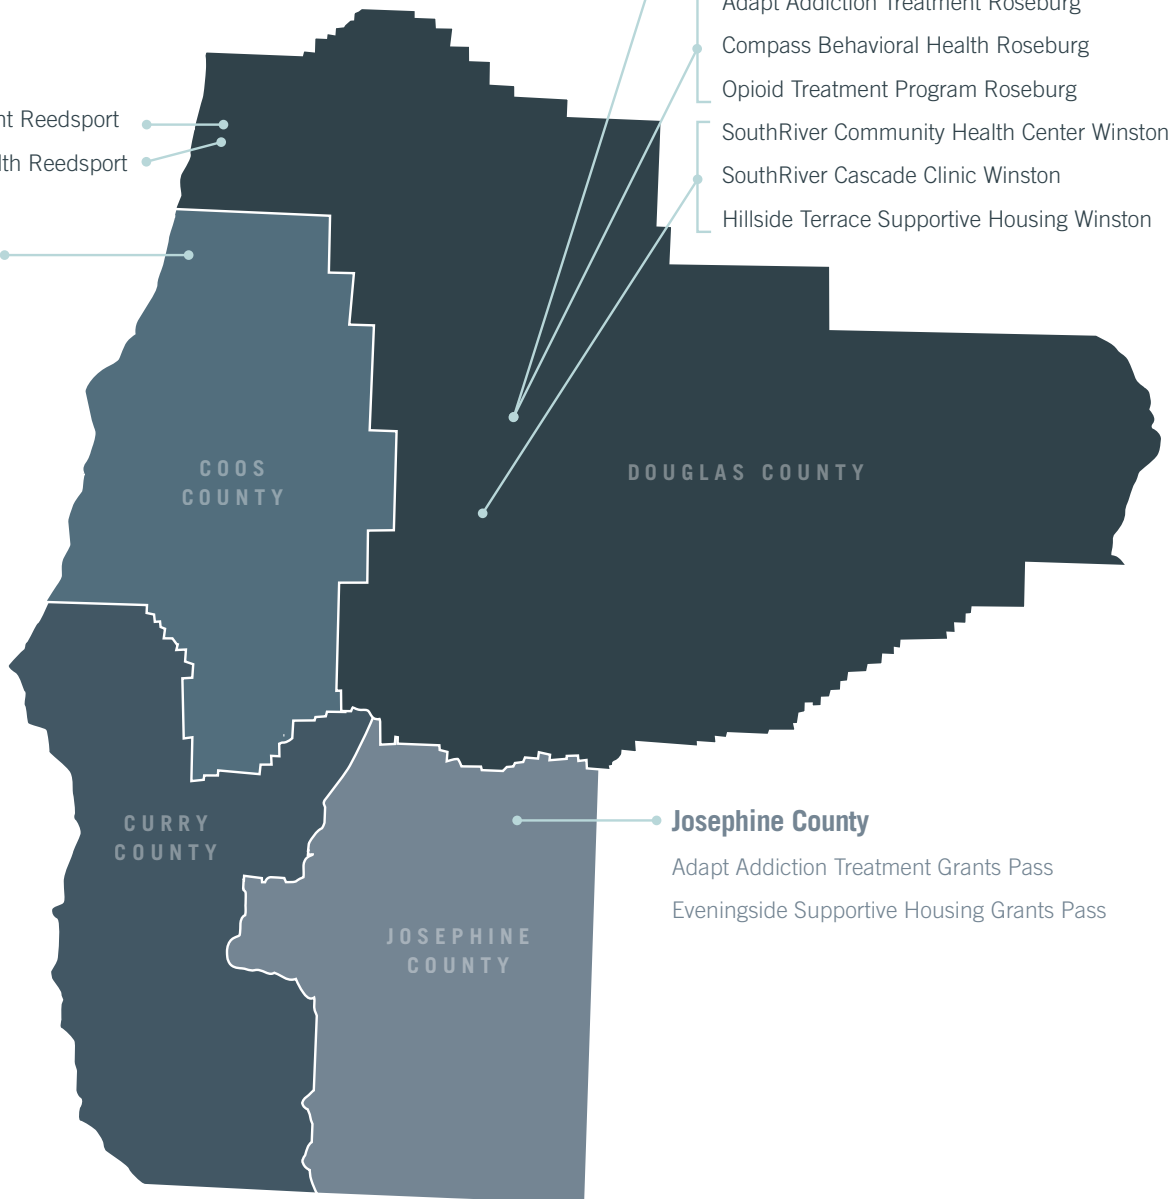 Adapt Addiction Treatment Roseburg
Compass Behavioral Health Roseburg
Opioid Treatment Program Roseburg
SouthRiver Community Health Center Winston
SouthRiver Cascade Clinic Winston
Hillside Terrace Supportive Housing Winston
Reedsport
Reedsport
COOS
COUNTY
DOUGLAS COUNTY
CURRY
COUNTY
Josephine County
Adapt Addiction Treatment Grants Pass
Eveningside Supportive Housing Grants Pass
JOSEPHINE
COUNTY